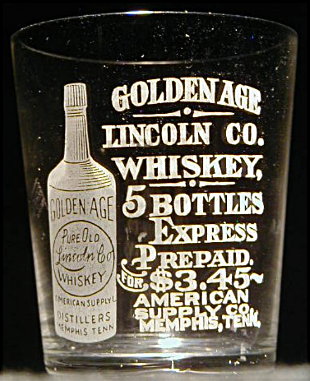 GOLDEN AGE
LINCOLN CO.
WHISKEY,
5 BOTTLES
EXPRESS
PREPAID.
FOR $3.45~
AMERICAN
SUPPLY CO.
MEMPHIS, TENN,
GOLDEN·AGE
PURE OLD
Lincoln Co
WHISKEY
AMERICAN SUPPLY C
DISTILLERS
MEMPHIS TENN